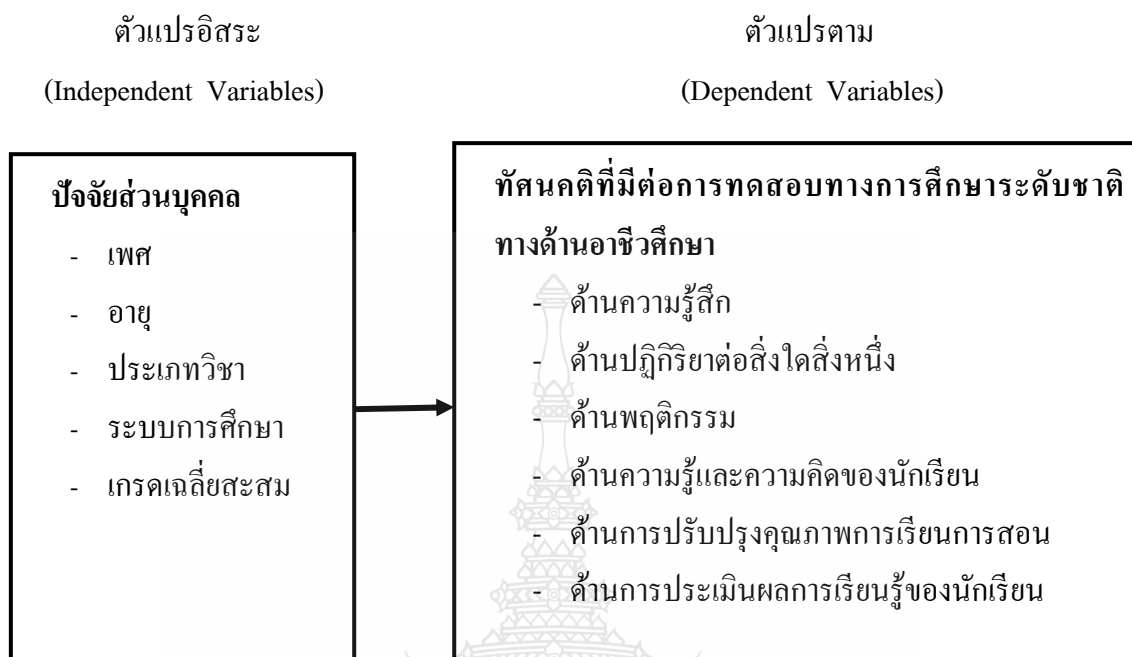 ตัวแปรอิสระ
(Independent Variables)
ปัจจัยส่วนบุคคล
- เพศ
- อายุ
- ประเภทวิชา
- ระบบการศึกษา
- เกรดเฉลี่ยสะสม
ตัวแปรตาม
(Dependent Variables)
ทัศนคติที่มีต่อการทดสอบทางการศึกษาระดับชาติ
ทางด้านอาชีวศึกษา
- ด้านความรู้สึก
- ด้านปฏิกิริยาต่อสิ่งใดสิ่งหนึ่ง
- ด้านพฤติกรรม
- ด้านความรู้และความคิดของนักเรียน
- ด้านการปรับปรุงคุณภาพการเรียนการสอน
- ด้านการประเมินผลการเรียนรู้ของนักเรียน